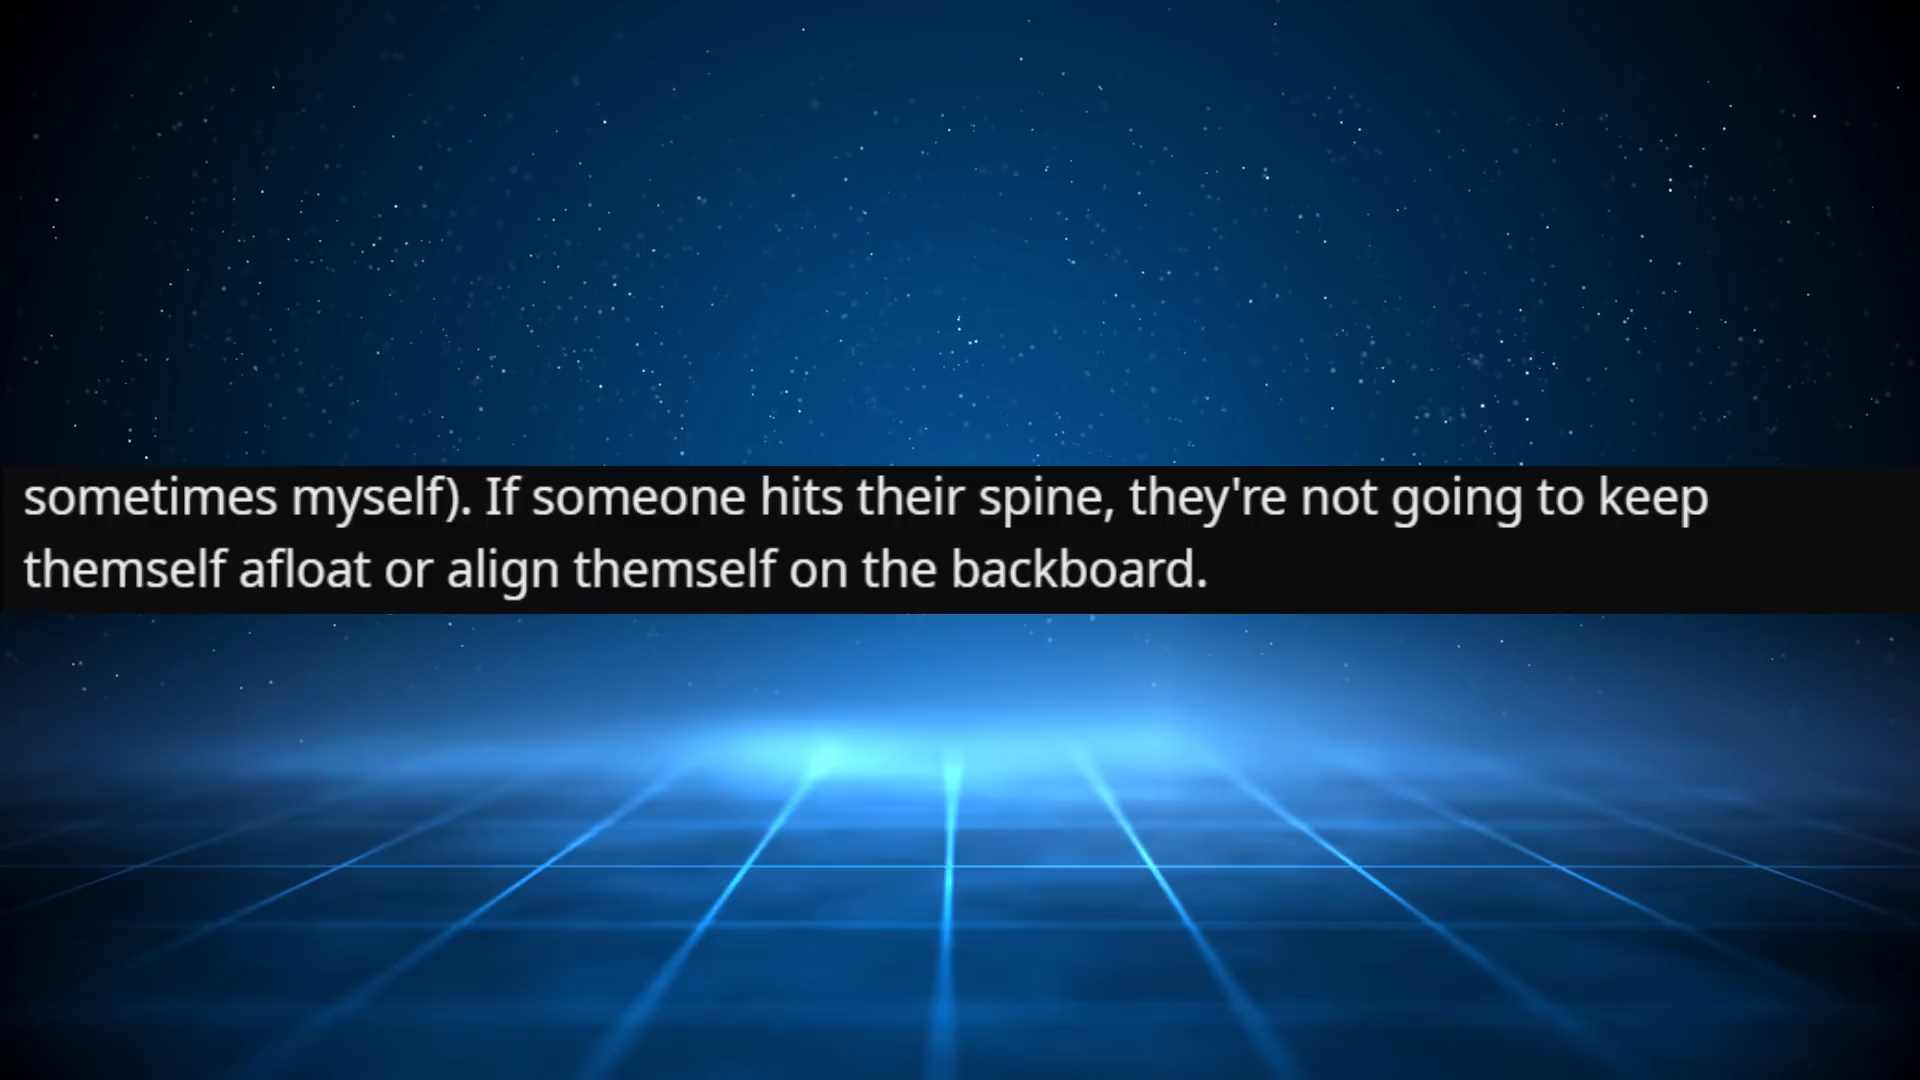 sometimes myself). If someone hits their spine, they're not going to keep
themself afloat or align themself on the backboard.